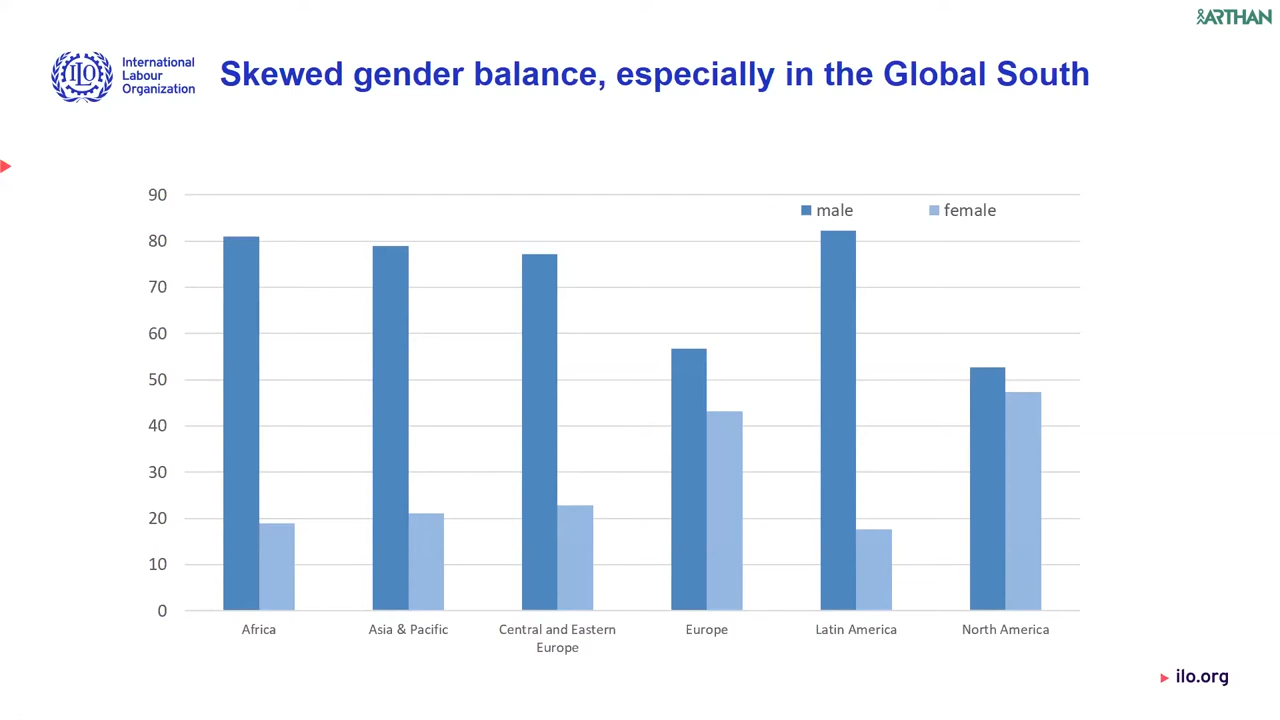 ARTHAN
International
Labour
Organization
Skewed gender balance, especially in the Global South
90
80
70
60
50
40
30
20
10
0
male female
Africa
Asia & Pacific
Central and Eastern
Europe
Europe
Latin America
North America
ilo.org